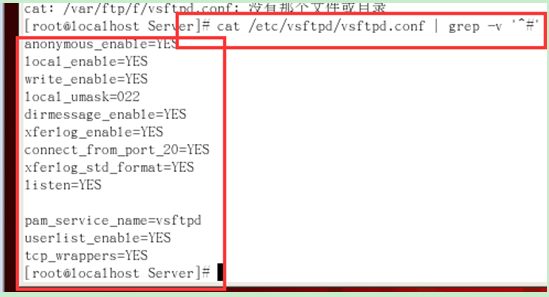 cat: /var/ftp/f/vsftpd.conf: 没有那个文件或目录
[root@localhost Server]# cat /etc/vsftpd/vsftpd.conf | grep -v '^#'
anonymous_enable=YES
local_enable=YES
write_enable=YES
local_umask=022
dirmessage_enable=YES
xferlog_enable=YES
connect_from_port_20=YES
xferlog_std_format=YES
listen=YES
pam_service_name=vsftpd
userlist_enable=YES
tcp_wrappers=YES
[root@localhost Server]#